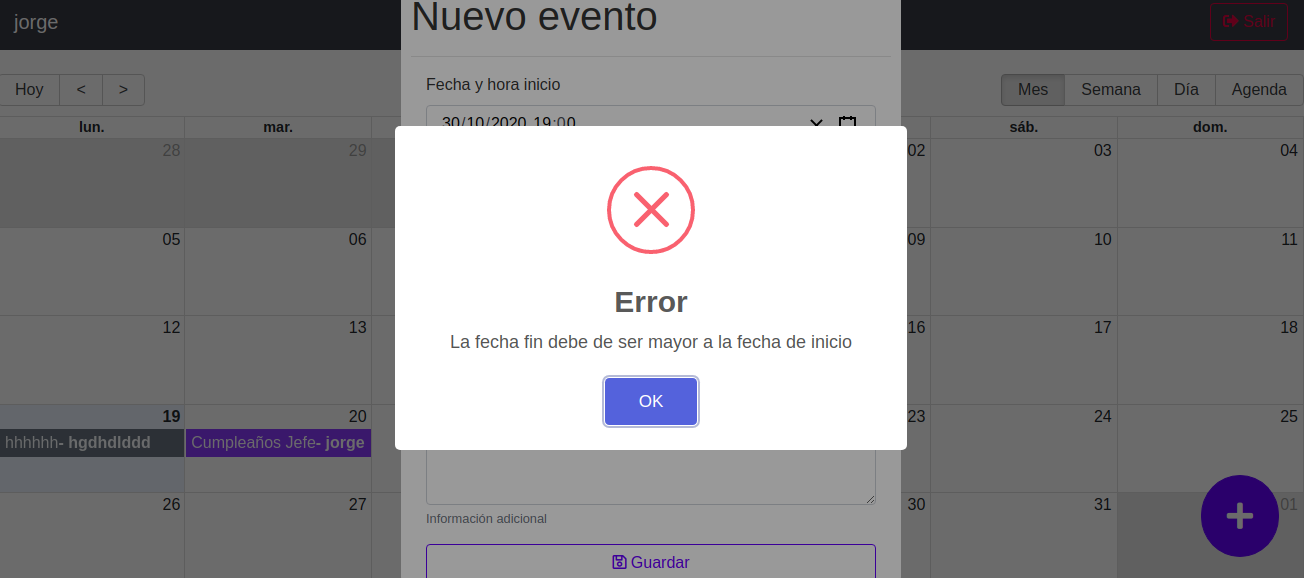 jorge
Nuevo evento
Salir
Hoy < >
Fecha y hora inicio
Mes Semana Día Agenda
30/10/2020 19:00
lun. mar. sáb. dom.
28 29 02 03 04
05 06 09 10 11
Error
12 13 16 17 18
La fecha fin debe de ser mayor a la fecha de inicio
OK
19 20 23 24 25
hhhhhh- hgdhdlddd Cumpleaños Jefe- jorge
26 27 30 31 01
Información adicional
Guardar